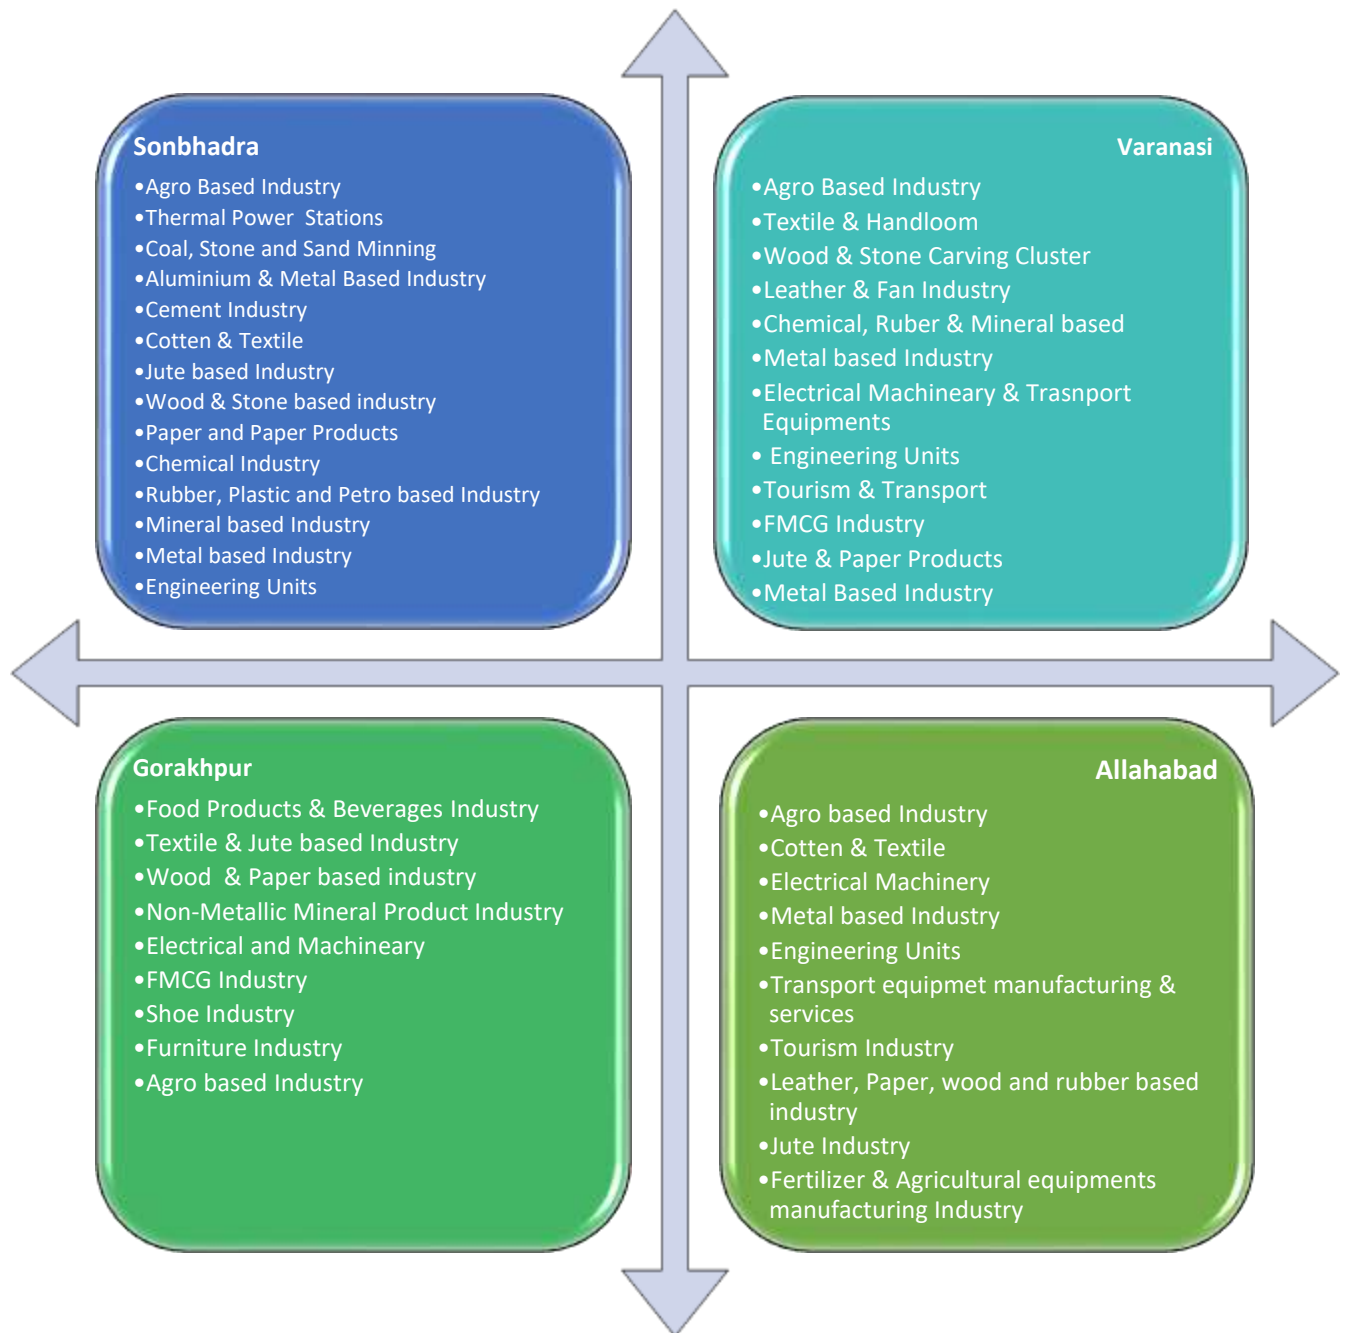 Sonbhadra
•Agro Based Industry
•Thermal Power  Stations
•Coal, Stone and Sand Minning
•Aluminium & Metal Based Industry
•Cement Industry
•Cotten & Textile
•Jute based Industry
•Wood & Stone based industry
•Paper and Paper Products
•Chemical Industry
•Rubber, Plastic and Petro based Industry
•Mineral based Industry
•Metal based Industry
•Engineering Units
Varanasi
•Agro Based Industry
•Textile & Handloom
•Wood & Stone Carving Cluster
•Leather & Fan Industry
•Chemical, Ruber & Mineral based
•Metal based Industry
•Electrical Machineary & Trasnport
Equipments
• Engineering Units
•Tourism & Transport
•FMCG Industry
•Jute & Paper Products
•Metal Based Industry
Gorakhpur
•Food Products & Beverages Industry
•Textile & Jute based Industry
•Wood  & Paper based industry
•Non-Metallic Mineral Product Industry
•Electrical and Machineary
•FMCG Industry
•Shoe Industry
•Furniture Industry
•Agro based Industry
Allahabad
•Agro based Industry
•Cotten & Textile
•Electrical Machinery
•Metal based Industry
•Engineering Units
•Transport equipmet manufacturing &
services
•Tourism Industry
•Leather, Paper, wood and rubber based
industry
•Jute Industry
•Fertilizer & Agricultural equipments
manufacturing Industry